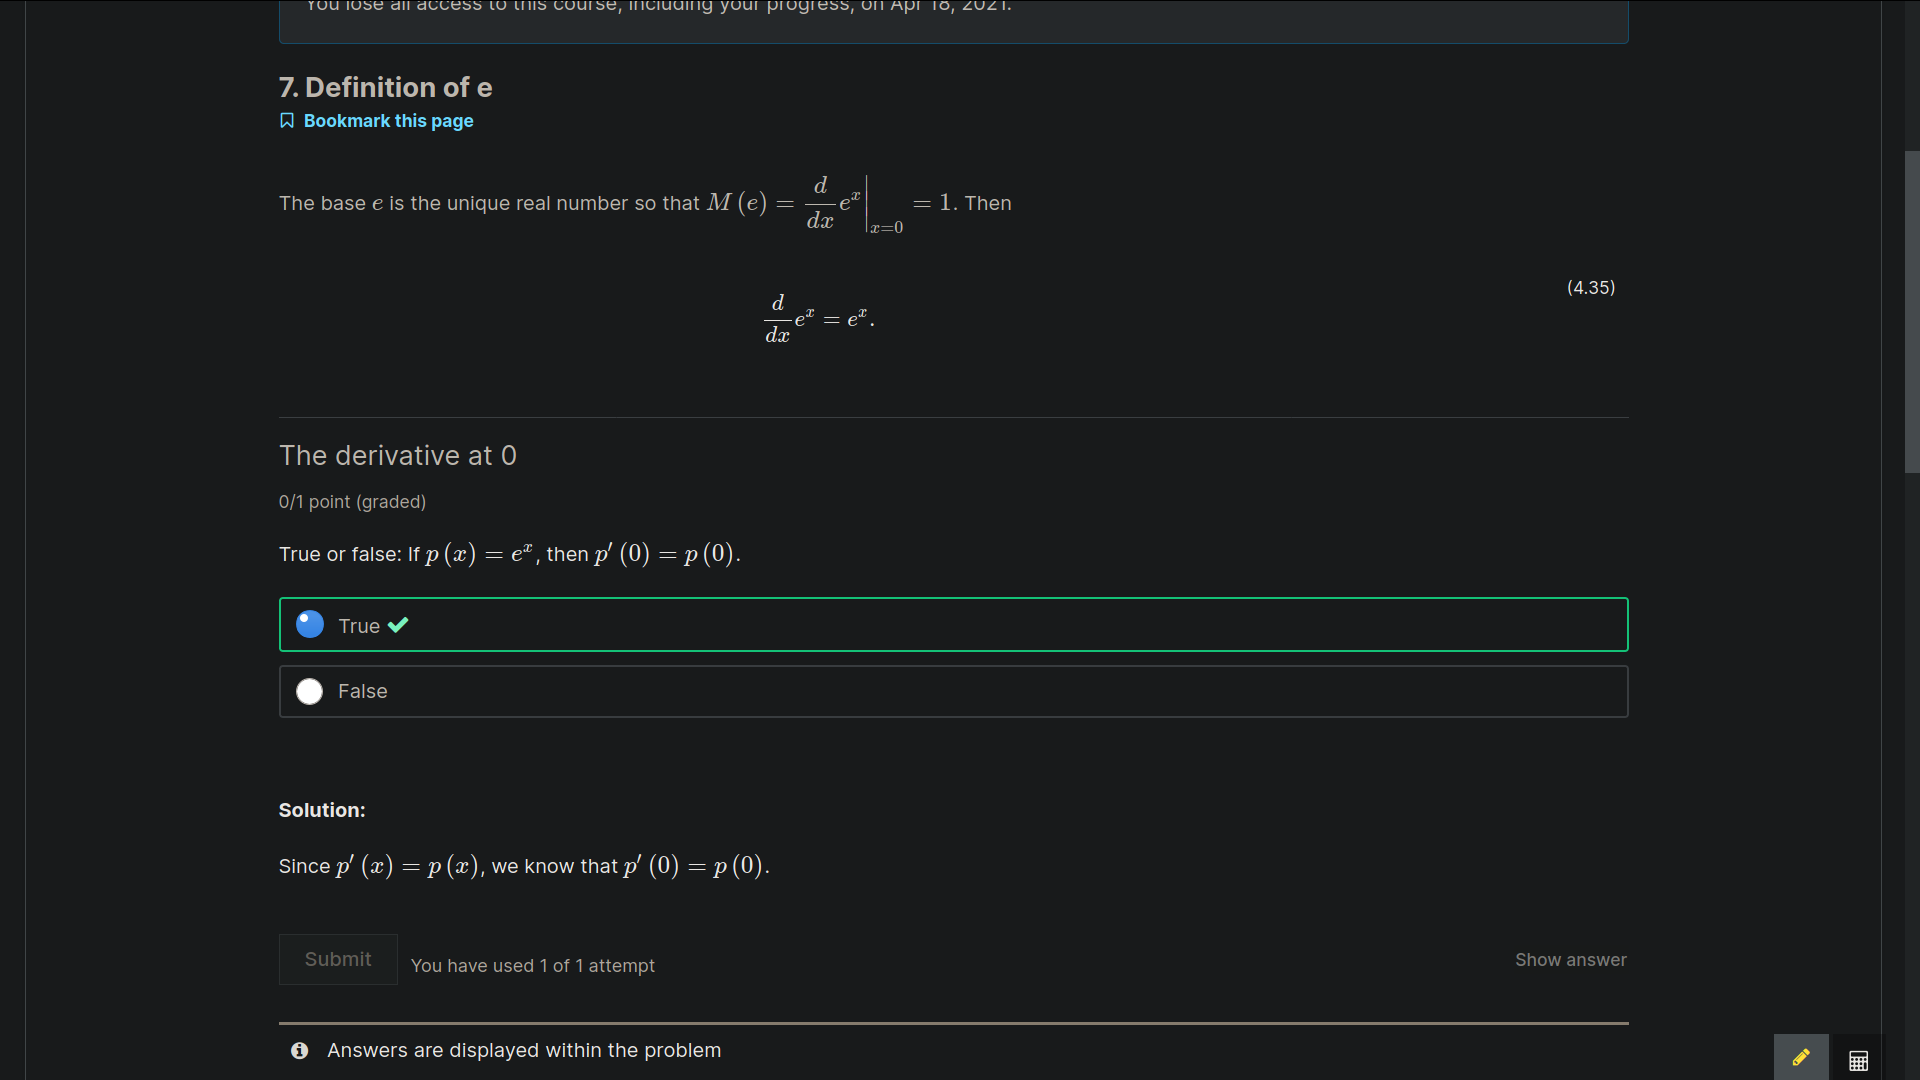 You lose all access to this course, including your progress, on Apr 18, 2021.
7. Definition of e
Bookmark this page
The base e is the unique real number so that M (e) = d/dx e^x |_{x=0} = 1. Then
(4.35)
d/dx e^x = e^x.
The derivative at 0
0/1 point (graded)
True or false: If p (x) = e^x, then p′ (0) = p (0).
True
False
Solution:
Since p′ (x) = p (x), we know that p′ (0) = p (0).
Submit
You have used 1 of 1 attempt
Show answer
Answers are displayed within the problem